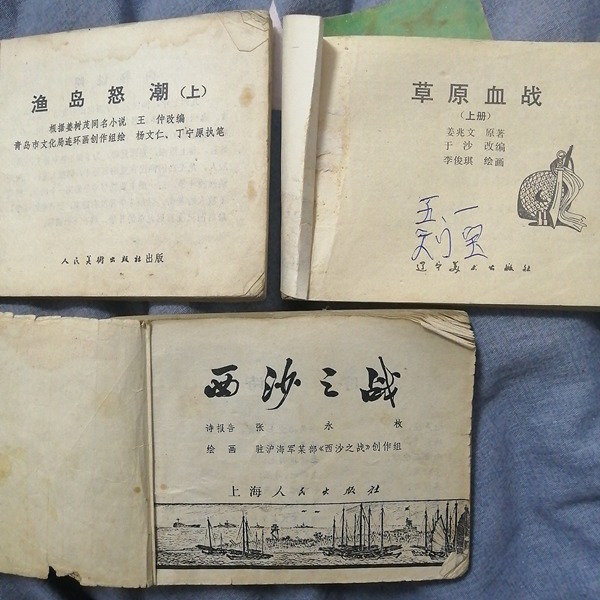 渔岛怒潮(上)
根据姜树茂同名小说 王 仲改编
青岛市文化局连环画创作组绘 杨文仁、丁宁原执笔
人民美術出版社出版
草原血战
(上册)
姜兆文 原著
于沙 改编
李俊琪 绘画
五、一
辽宁美术出版社
西沙之战
诗报告 张永枚
绘画 驻沪海军某部《西沙之战》创作组
上海人民出版社